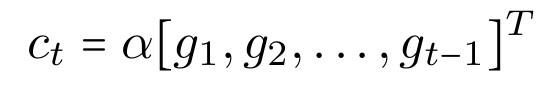 c_t = α[g_1, g_2, . . . , g_{t−1}]^T